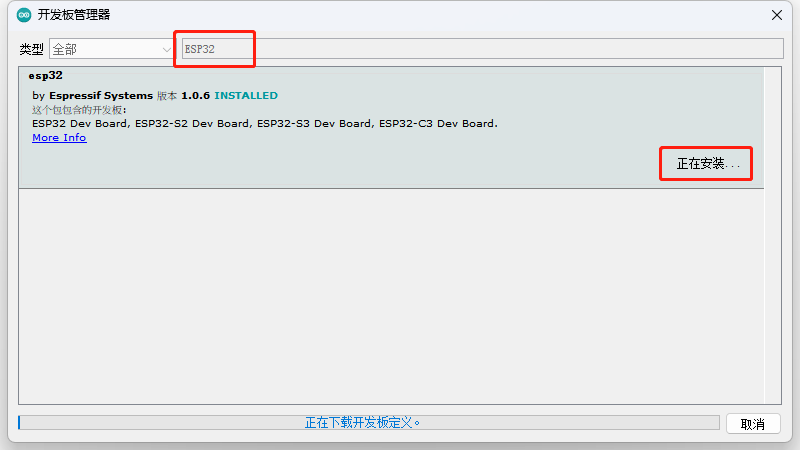 开发板管理器
类型 全部 ESP32
esp32
by Espressif Systems 版本 1.0.6 INSTALLED
这个包包含的开发板:
ESP32 Dev Board, ESP32-S2 Dev Board, ESP32-S3 Dev Board, ESP32-C3 Dev Board.
More Info
正在安装...
正在下载开发板定义。
取消